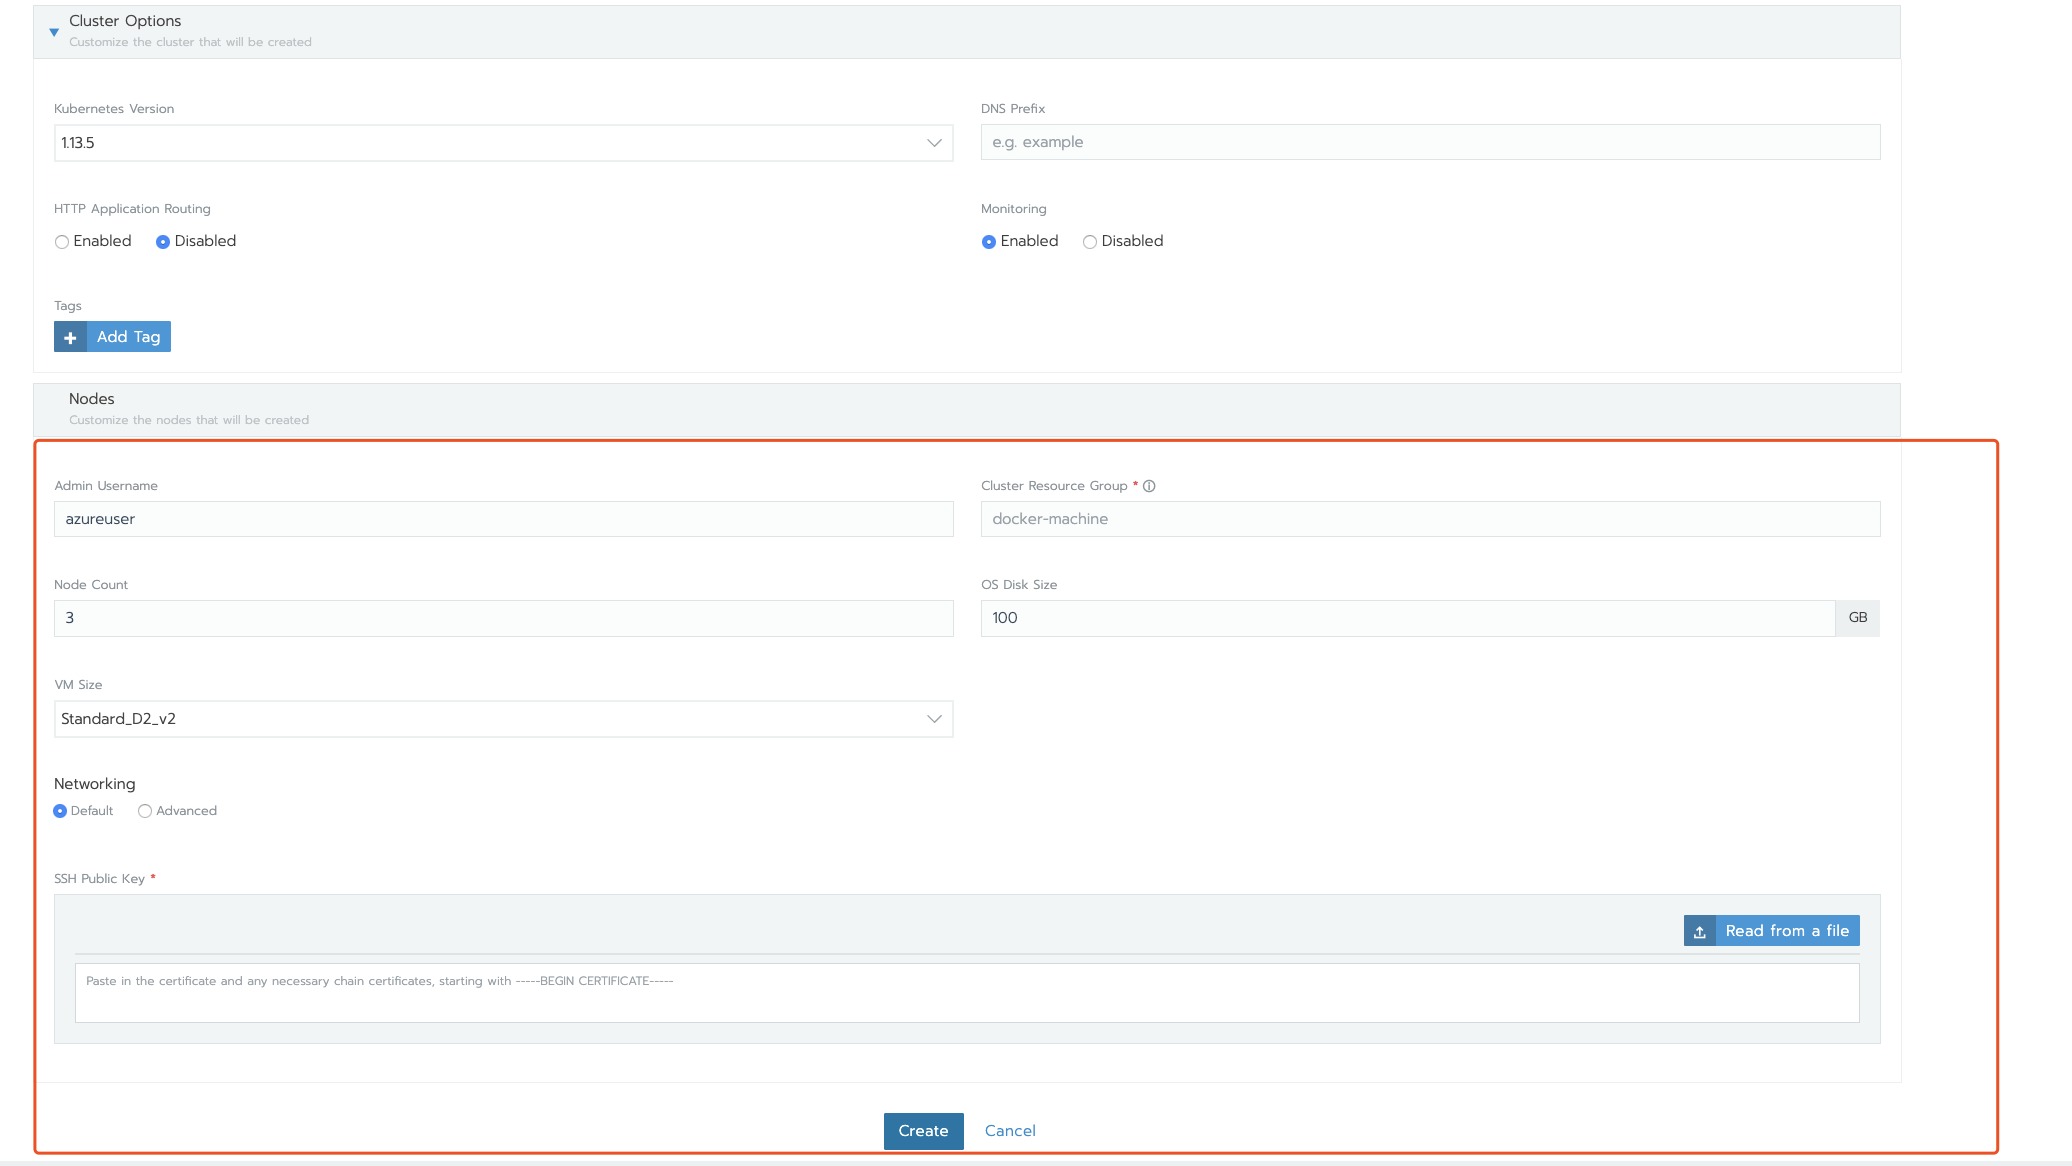 Cluster Options
Customize the cluster that will be created
Kubernetes Version
DNS Prefix
1.13.5
e.g. example
HTTP Application Routing
Monitoring
Enabled Disabled
Enabled Disabled
Tags
+ Add Tag
Nodes
Customize the nodes that will be created
Admin Username
Cluster Resource Group *
azureuser
docker-machine
Node Count
OS Disk Size
3
100 GB
VM Size
Standard_D2_v2
Networking
Default Advanced
SSH Public Key *
Read from a file
Paste in the certificate and any necessary chain certificates, starting with -----BEGIN CERTIFICATE-----
Create Cancel